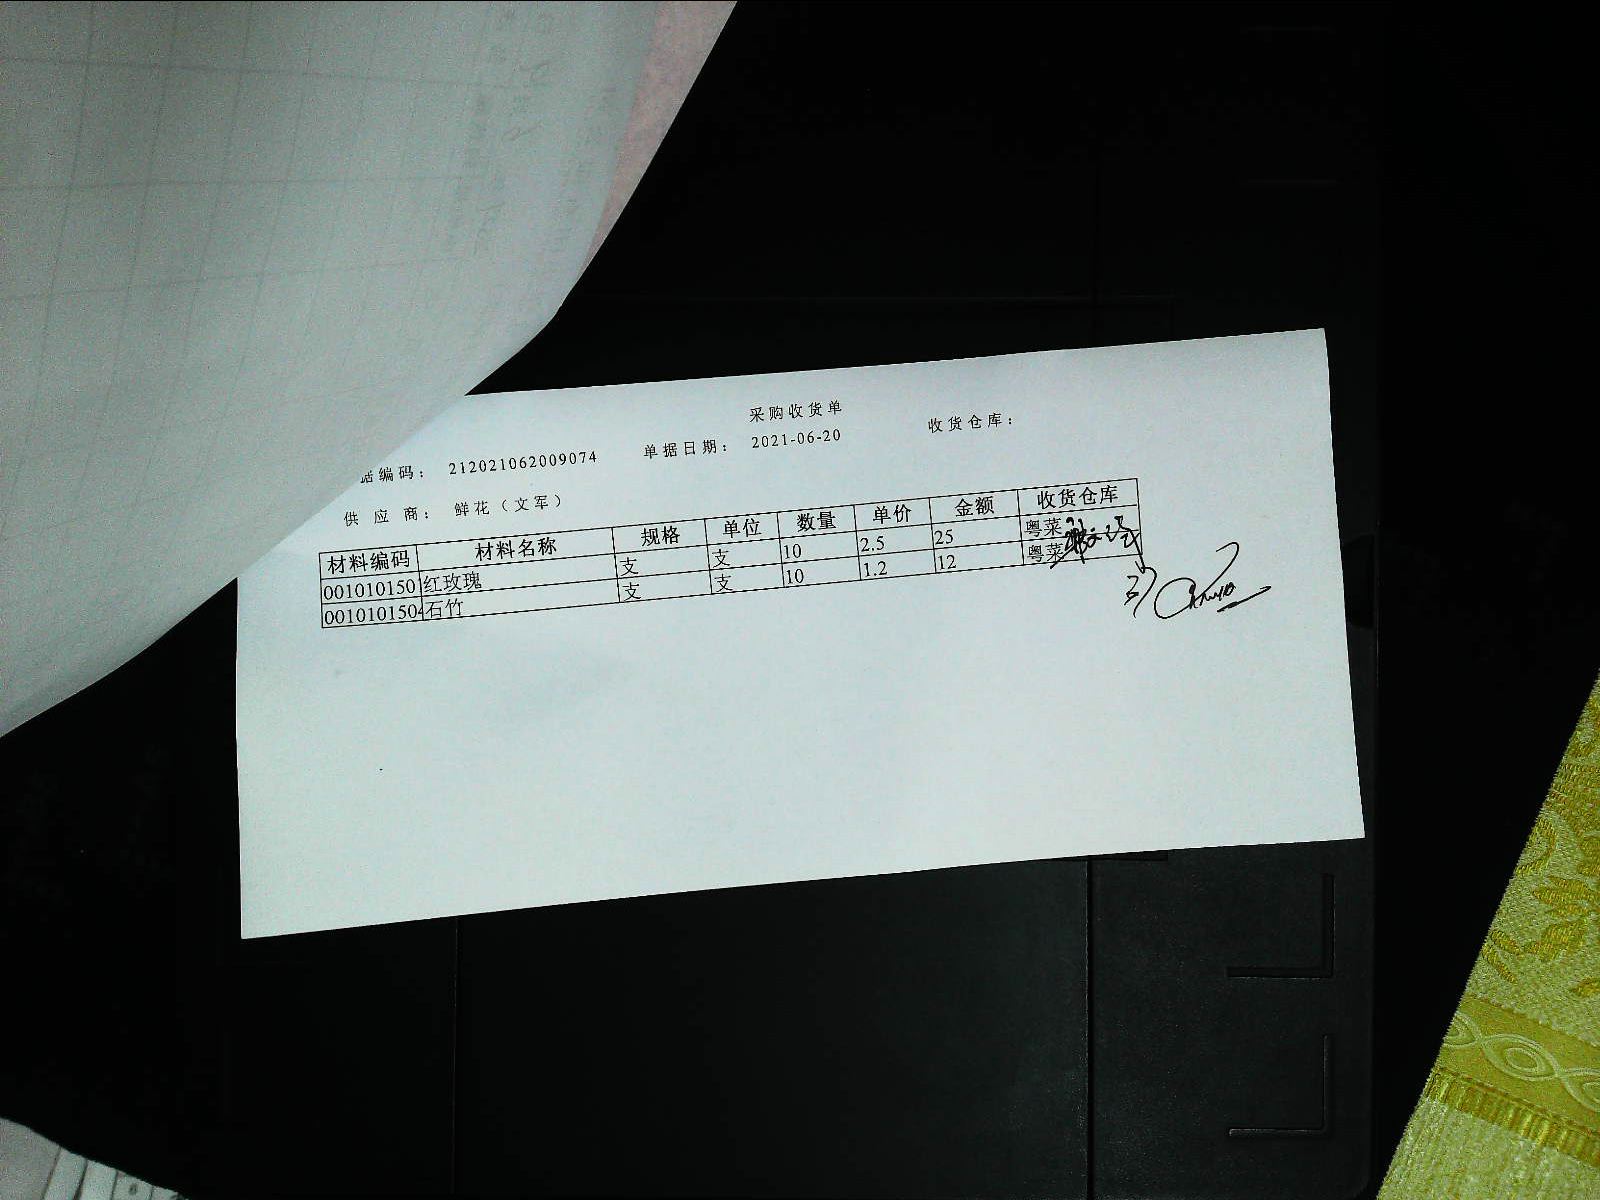 采购收货单
据编码： 212021062009074 单据日期： 2021-06-20 收货仓库：
供应商： 鲜花（文军）
材料编码 材料名称 规格 单位 数量 单价 金额 收货仓库
001010150 红玫瑰 支 支 10 2.5 25 粤菜
0010101504 石竹 支 支 10 1.2 12 粤菜
37